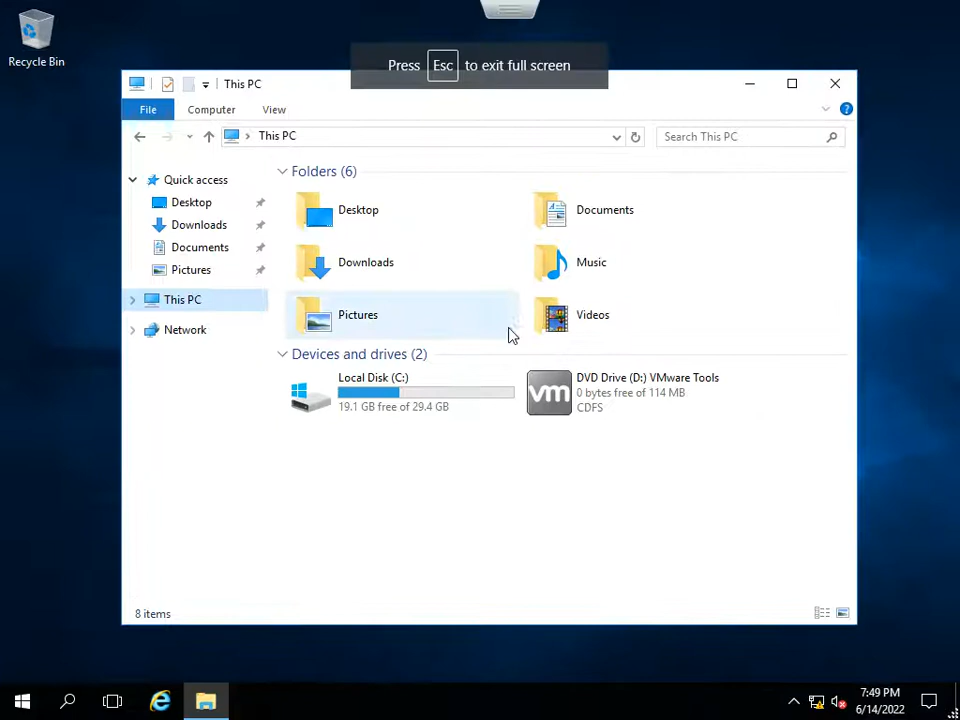 Recycle Bin
Press Esc to exit full screen
This PC
File Computer View
This PC
Search This PC
Quick access
Desktop
Downloads
Documents
Pictures
This PC
Network
Folders (6)
Desktop
Documents
Downloads
Music
Pictures
Videos
Devices and drives (2)
Local Disk (C:)
19.1 GB free of 29.4 GB
vm
DVD Drive (D:) VMware Tools
0 bytes free of 114 MB
CDFS
8 items
7:49 PM
6/14/2022